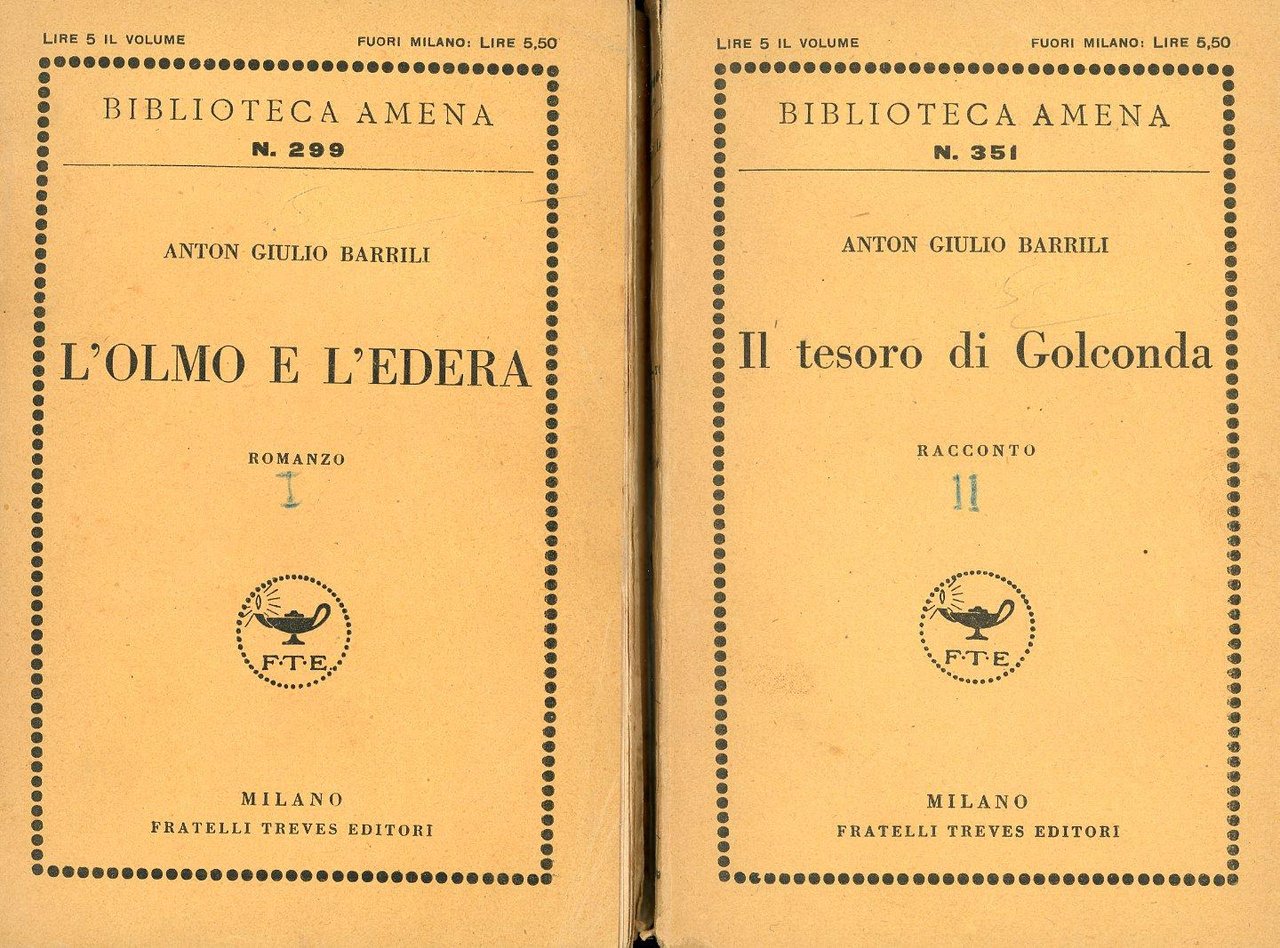 LIRE 5 IL VOLUME FUORI MILANO: LIRE 5,50
BIBLIOTECA AMENA
N. 299
ANTON GIULIO BARRILI
L'OLMO E L'EDERA
ROMANZO
I
F·T·E.
MILANO
FRATELLI TREVES EDITORI
LIRE 5 IL VOLUME FUORI MILANO: LIRE 5,50
BIBLIOTECA AMENA
N. 351
ANTON GIULIO BARRILI
Il tesoro di Golconda
RACCONTO
II
F·T·E
MILANO
FRATELLI TREVES EDITORI